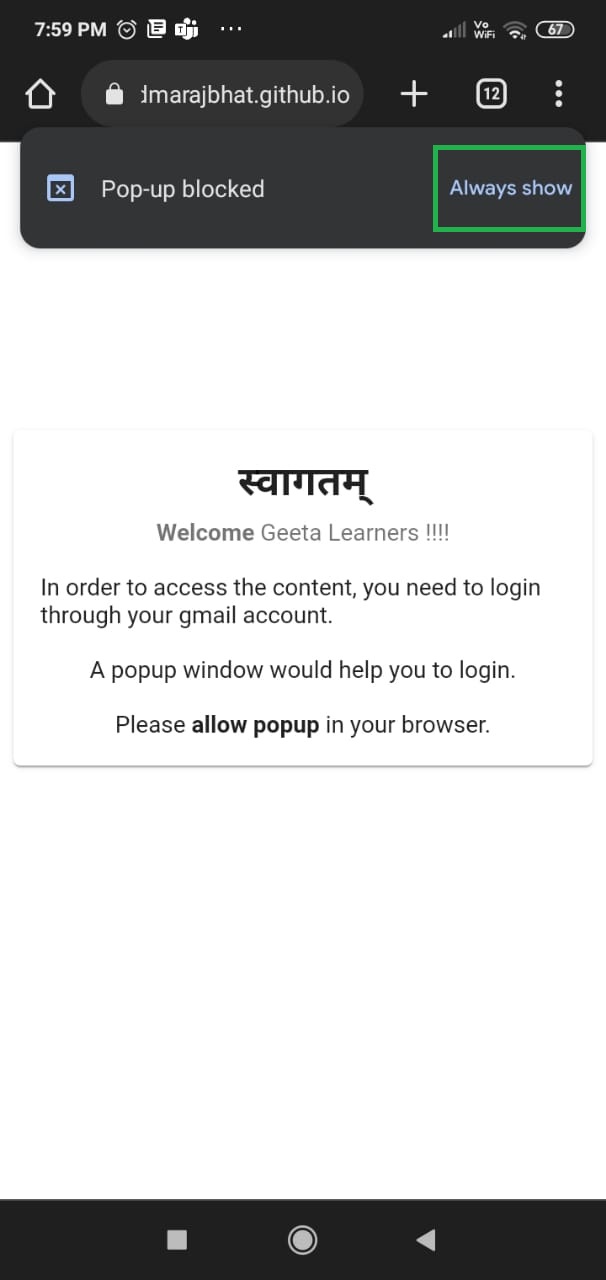 7:59 PM
Vo
WiFi
67
dmarajbhat.github.io
12
Pop-up blocked
Always show
स्वागतम्
Welcome Geeta Learners !!!!
In order to access the content, you need to login
through your gmail account.
A popup window would help you to login.
Please allow popup in your browser.